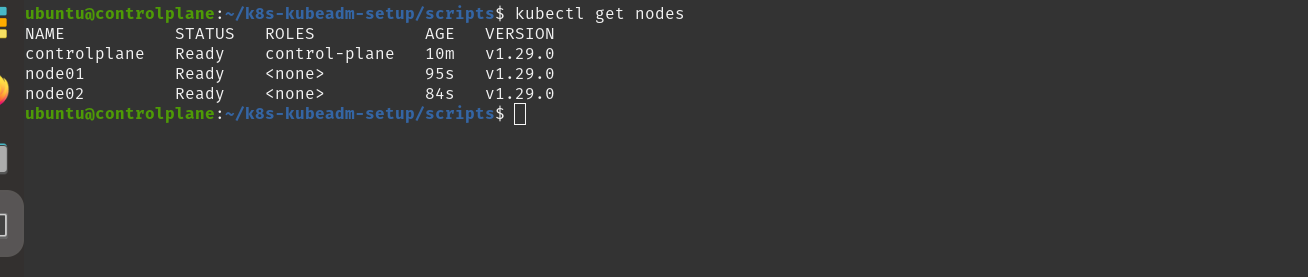 ubuntu@controlplane:~/k8s-kubeadm-setup/scripts$ kubectl get nodes
NAME           STATUS   ROLES           AGE   VERSION
controlplane   Ready    control-plane   10m   v1.29.0
node01         Ready    <none>          95s   v1.29.0
node02         Ready    <none>          84s   v1.29.0
ubuntu@controlplane:~/k8s-kubeadm-setup/scripts$